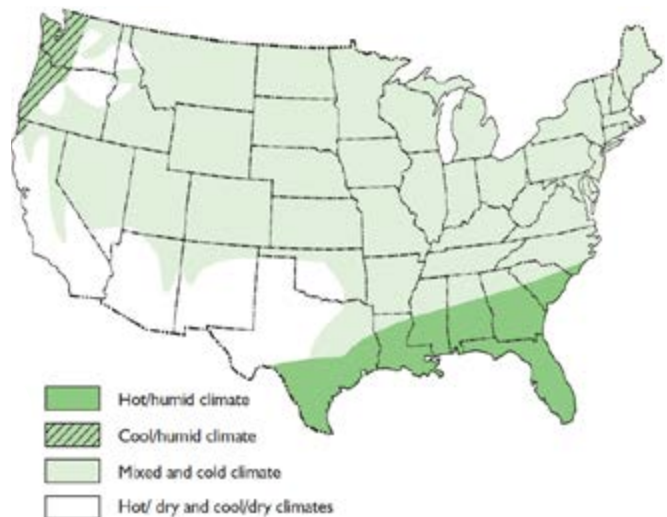 Hot/humid climate
Cool/humid climate
Mixed and cold climate
Hot/ dry and cool/dry climates